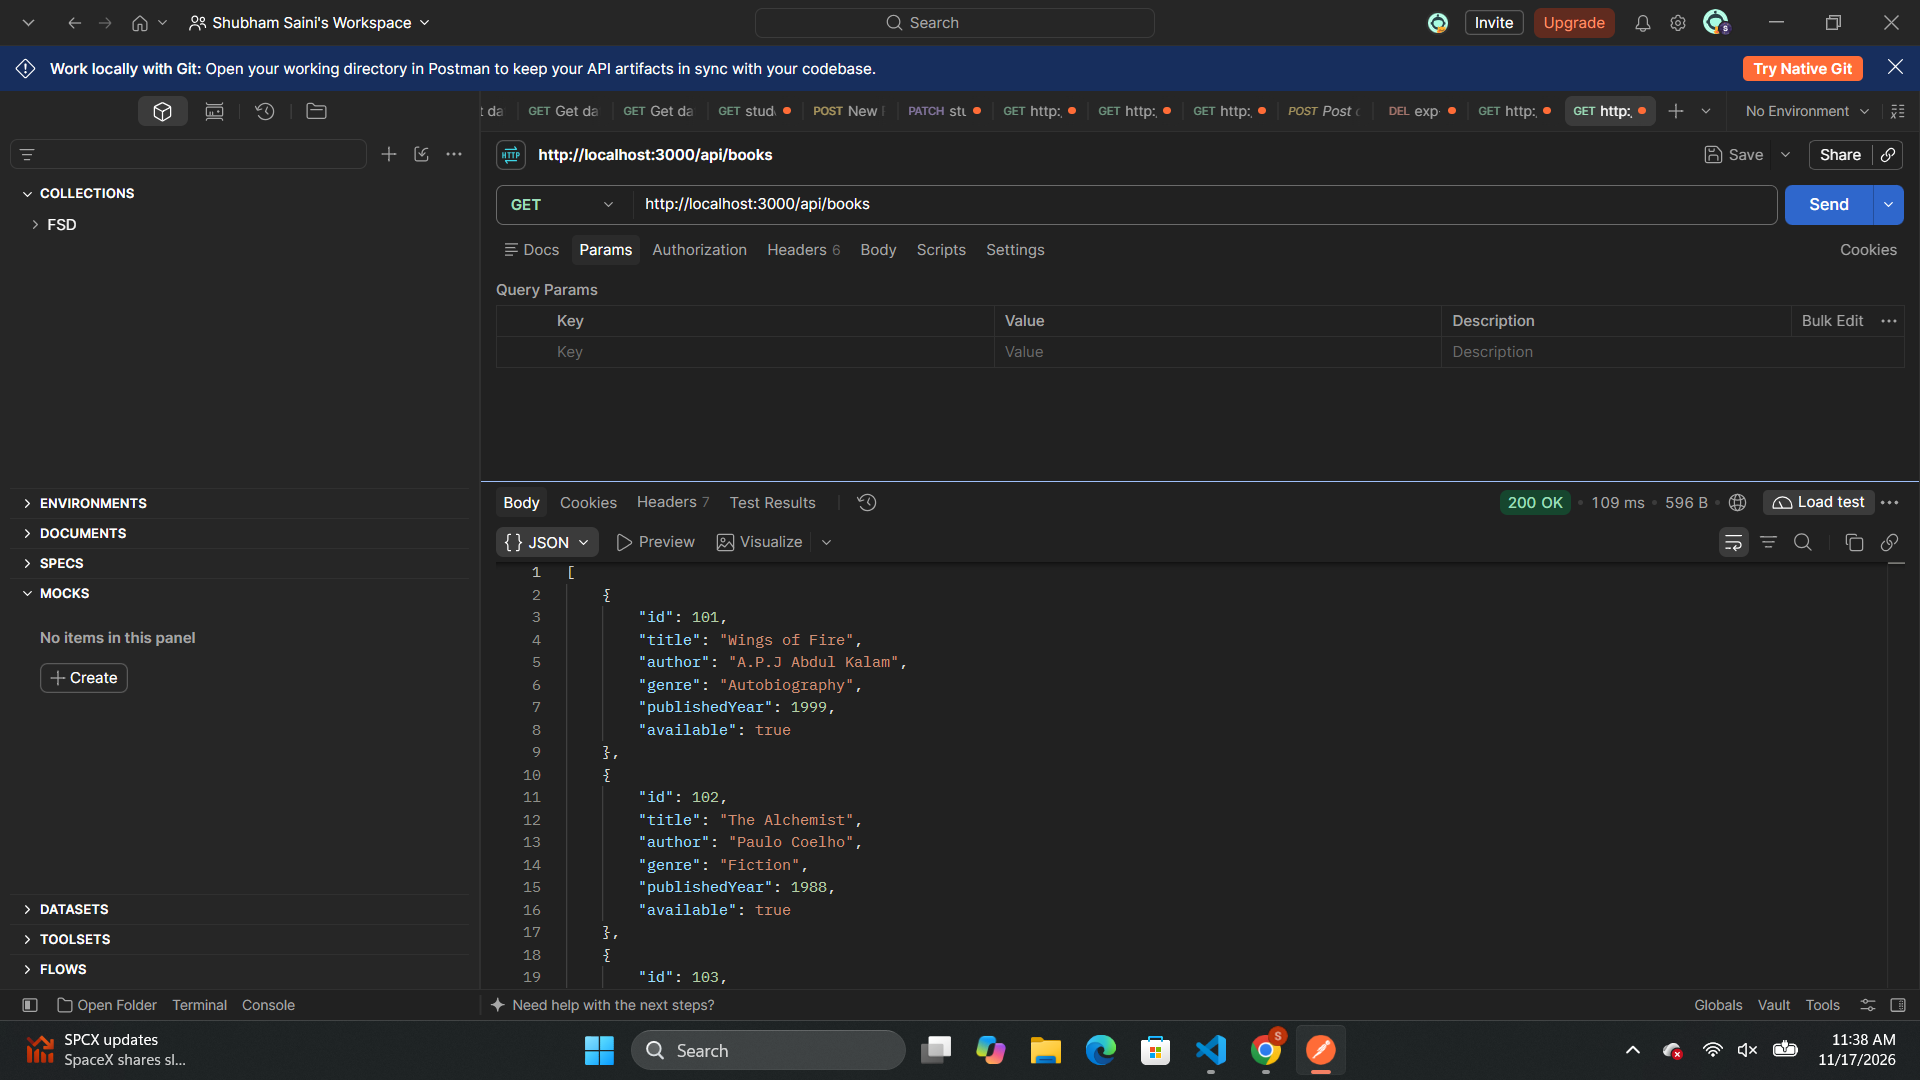 Shubham Saini's Workspace
Search
Invite
Upgrade
Work locally with Git: Open your working directory in Postman to keep your API artifacts in sync with your codebase.
Try Native Git
t da
GET Get da
GET Get da
GET stud
POST New
PATCH stu
GET http:
GET http:
GET http:
POST Post
DEL exp
GET http:
GET http:
No Environment
HTTP
http://localhost:3000/api/books
Save
Share
COLLECTIONS
FSD
GET
http://localhost:3000/api/books
Send
Docs
Params
Authorization
Headers 6
Body
Scripts
Settings
Cookies
Query Params
Key
Value
Description
Bulk Edit
Key
Value
Description
ENVIRONMENTS
DOCUMENTS
SPECS
MOCKS
No items in this panel
Create
DATASETS
TOOLSETS
FLOWS
Body
Cookies
Headers 7
Test Results
200 OK
109 ms
596 B
Load test
{} JSON
Preview
Visualize
1 [
2 {
3 "id": 101,
4 "title": "Wings of Fire",
5 "author": "A.P.J Abdul Kalam",
6 "genre": "Autobiography",
7 "publishedYear": 1999,
8 "available": true
9 },
10 {
11 "id": 102,
12 "title": "The Alchemist",
13 "author": "Paulo Coelho",
14 "genre": "Fiction",
15 "publishedYear": 1988,
16 "available": true
17 },
18 {
19 "id": 103,
Open Folder
Terminal
Console
Need help with the next steps?
Globals
Vault
Tools
SPCX updates
SpaceX shares sl...
Search
S
11:38 AM
11/17/2026